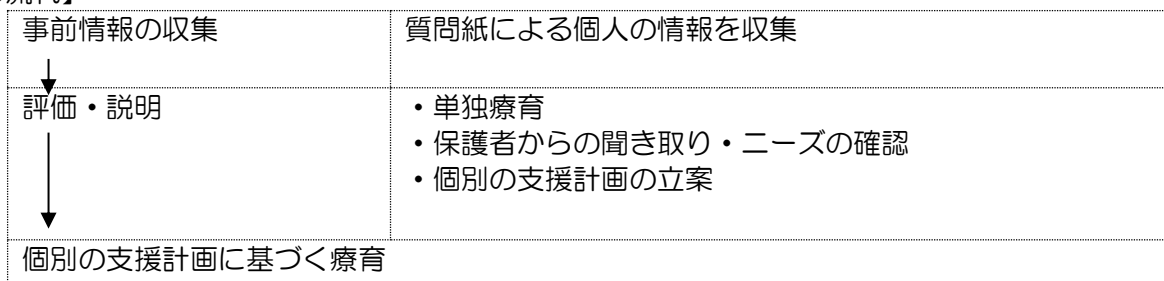 事前情報の収集
質問紙による個人の情報を収集
評価・説明
・単独療育
・保護者からの聞き取り・ニーズの確認
・個別の支援計画の立案
個別の支援計画に基づく療育